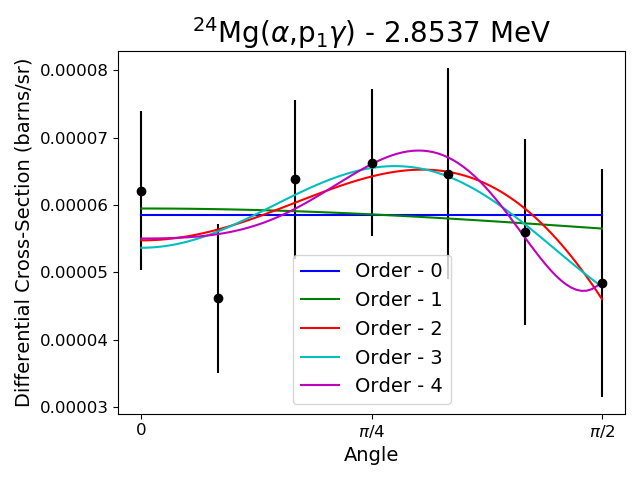 ²⁴Mg(α,p₁γ) - 2.8537 MeV
Differential Cross-Section (barns/sr)
0.00008
0.00007
0.00006
0.00005
0.00004
0.00003
Order - 0
Order - 1
Order - 2
Order - 3
Order - 4
0 π/4 π/2
Angle